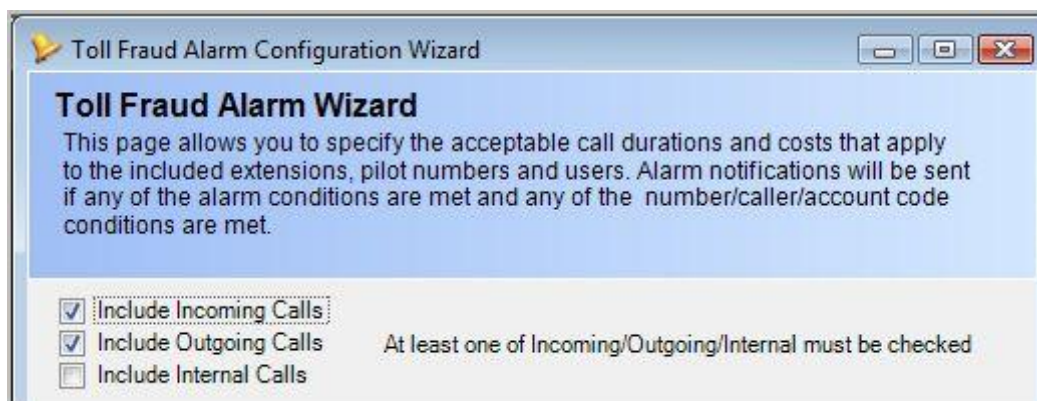 Toll Fraud Alarm Configuration Wizard
Toll Fraud Alarm Wizard
This page allows you to specify the acceptable call durations and costs that apply
to the included extensions, pilot numbers and users. Alarm notifications will be sent
if any of the alarm conditions are met and any of the number/caller/account code
conditions are met.
Include Incoming Calls
Include Outgoing Calls At least one of Incoming/Outgoing/Internal must be checked
Include Internal Calls